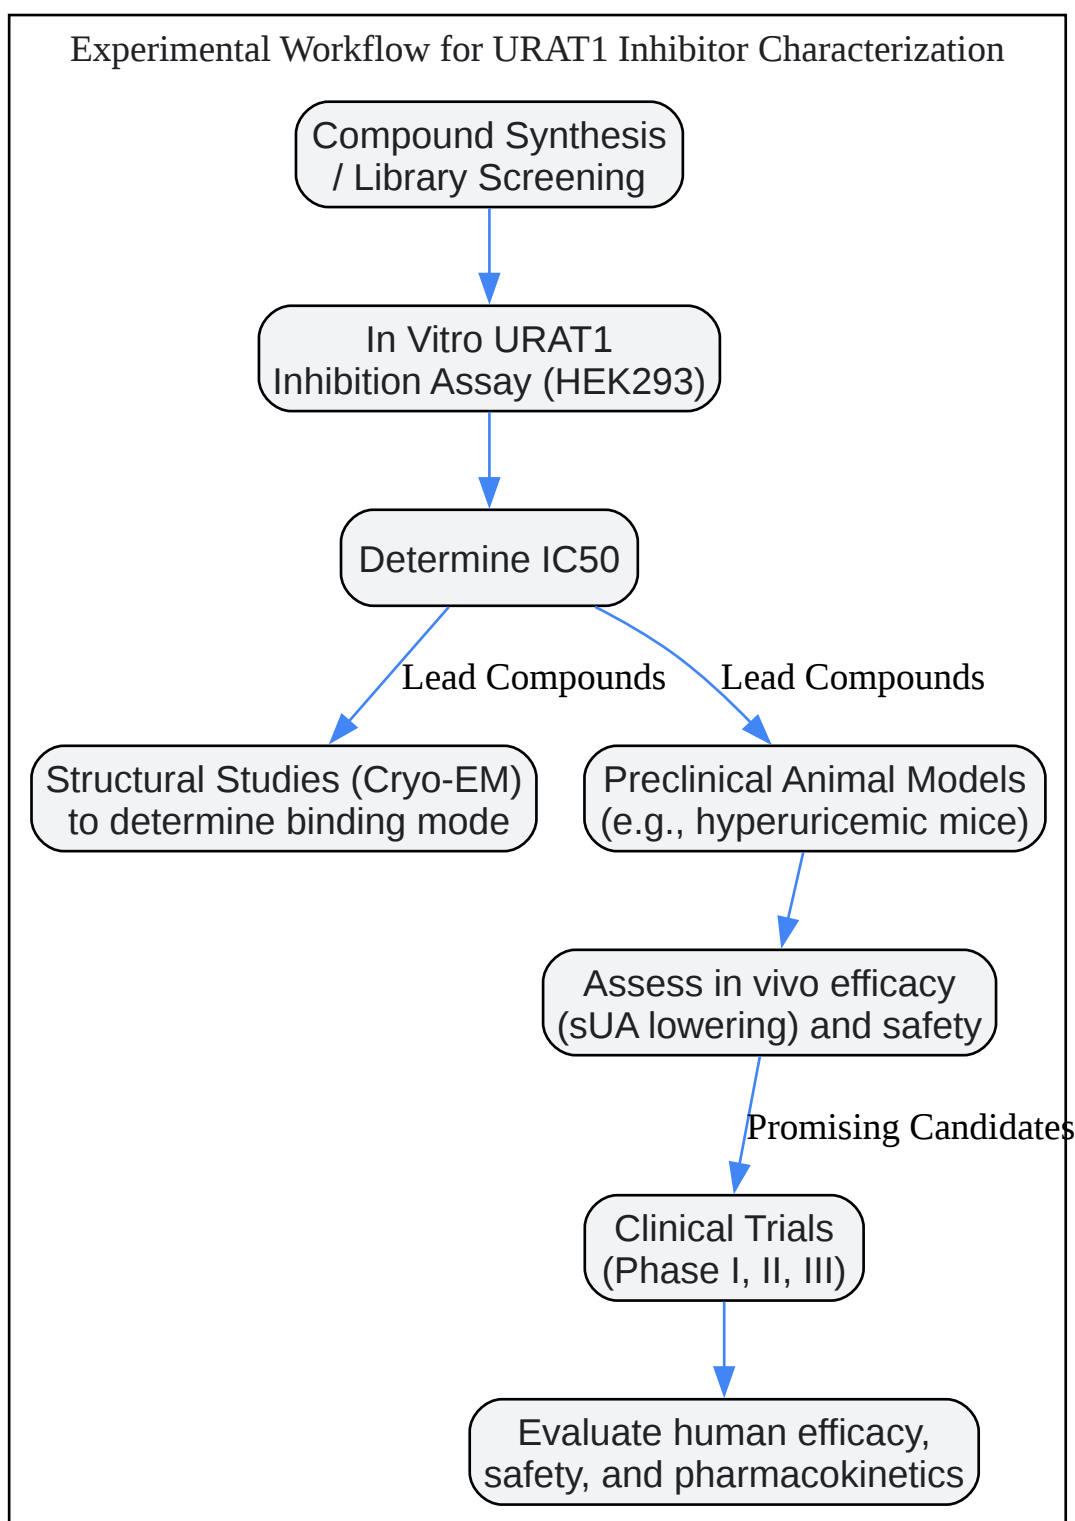 Experimental Workflow for URAT1 Inhibitor Characterization
Compound Synthesis
/ Library Screening
In Vitro URAT1
Inhibition Assay (HEK293)
Determine IC50
Lead Compounds
Lead Compounds
Structural Studies (Cryo-EM)
to determine binding mode
Preclinical Animal Models
(e.g., hyperuricemic mice)
Assess in vivo efficacy
(sUA lowering) and safety
Promising Candidates
Clinical Trials
(Phase I, II, III)
Evaluate human efficacy,
safety, and pharmacokinetics